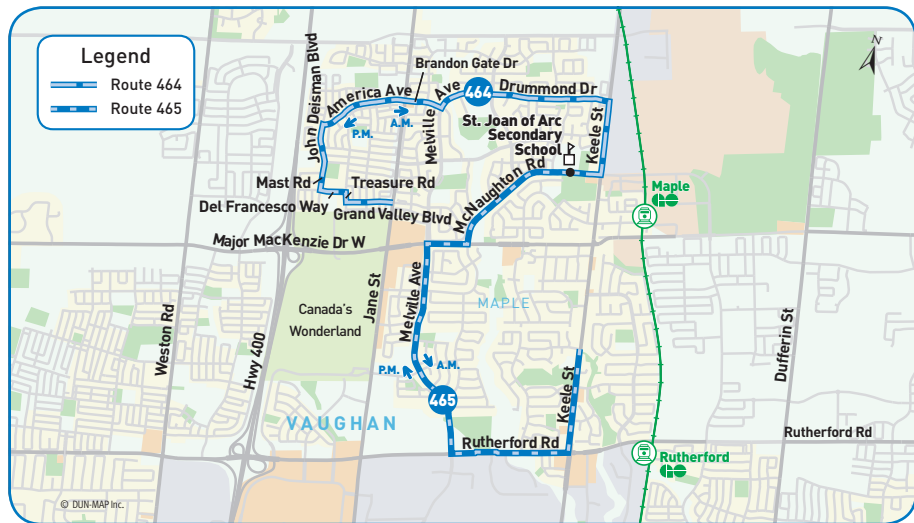 Legend
Route 464
Route 465
N
John Deisman Blvd
America Ave
Brandon Gate Dr
Melville Ave
464
Drummond Dr
P.M.
A.M.
St. Joan of Arc
Secondary
School
Keele St
McNaughton Rd
Mast Rd
Treasure Rd
Del Francesco Way
Grand Valley Blvd
Maple
GO
Major MacKenzie Dr W
Weston Rd
Hwy 400
Canada's
Wonderland
Jane St
Melville Ave
MAPLE
Dufferin St
P.M.
A.M.
465
Keele St
VAUGHAN
Rutherford Rd
Rutherford Rd
Rutherford
GO
© DUN-MAP Inc.